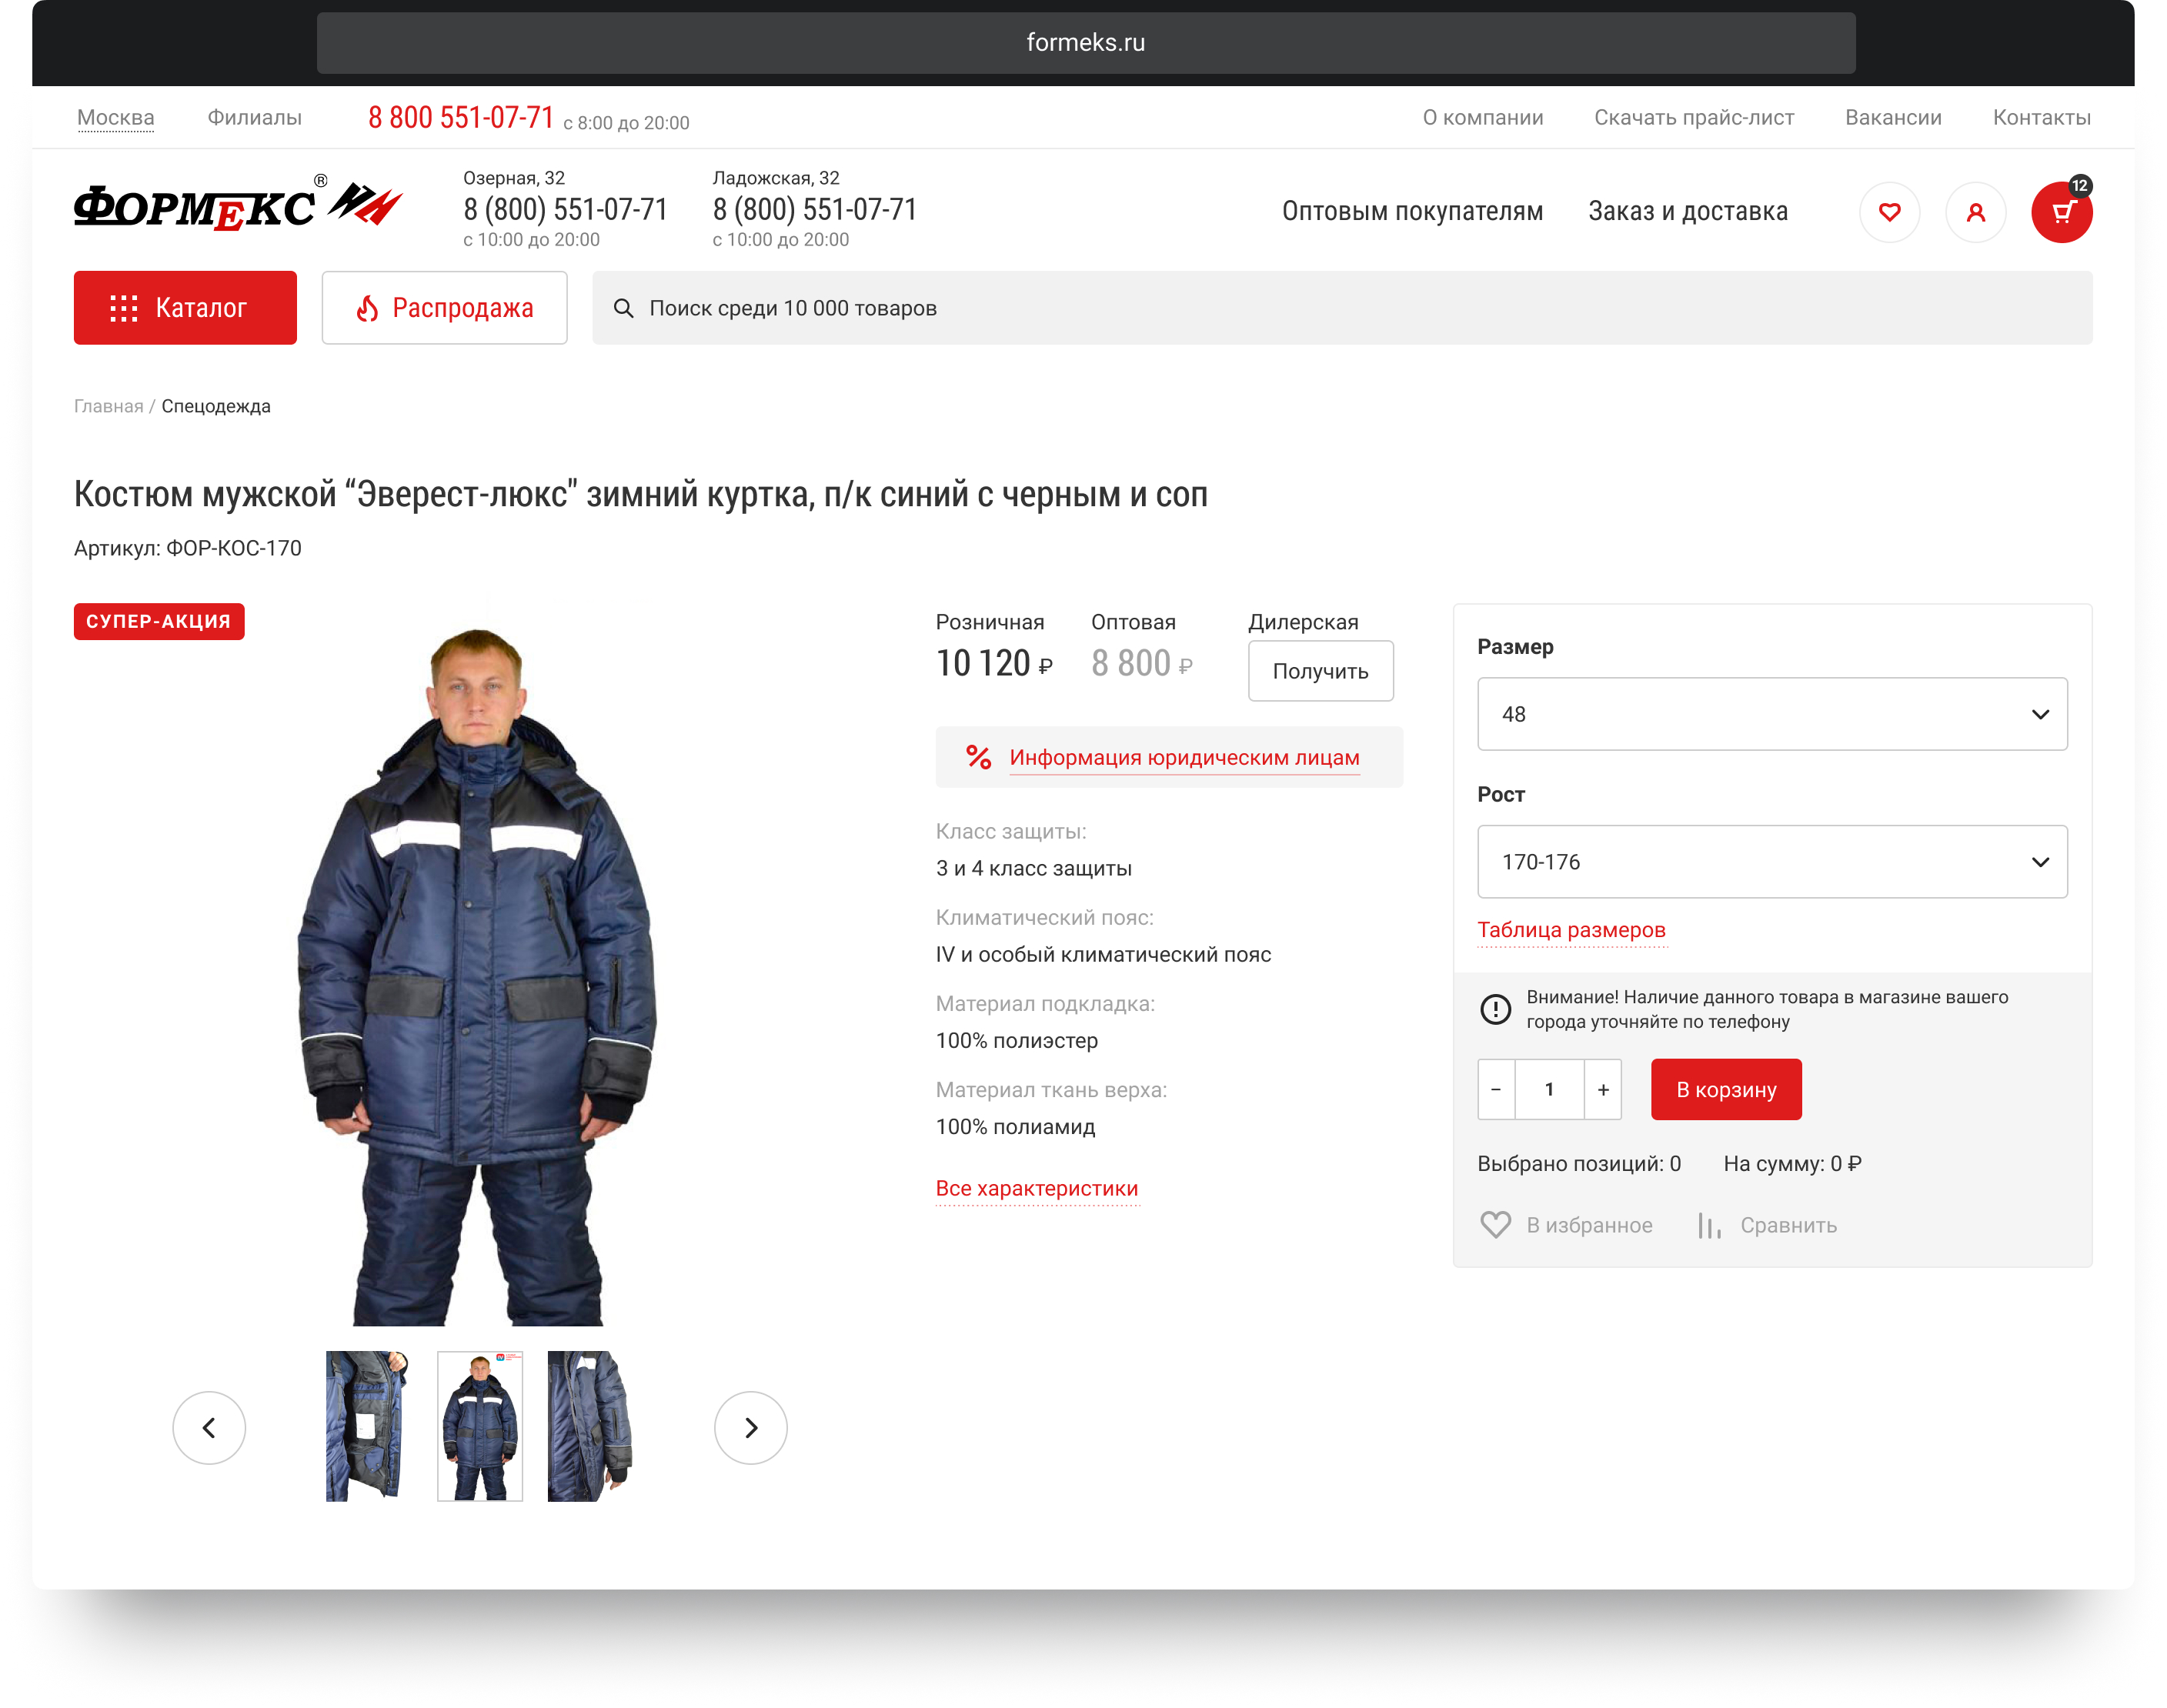 formeks.ru
Москва Филиалы 8 800 551-07-71 с 8:00 до 20:00 О компании Скачать прайс-лист Вакансии Контакты
ФОРМЕКС®
Озерная, 32
8 (800) 551-07-71
с 10:00 до 20:00
Ладожская, 32
8 (800) 551-07-71
с 10:00 до 20:00
Оптовым покупателям Заказ и доставка
12
Каталог Распродажа Поиск среди 10 000 товаров
Главная / Спецодежда
Костюм мужской “Эверест-люкс" зимний куртка, п/к синий с черным и соп
Артикул: ФОР-КОС-170
СУПЕР-АКЦИЯ
Розничная Оптовая Дилерская
10 120 ₽ 8 800 ₽ Получить
% Информация юридическим лицам
Класс защиты:
3 и 4 класс защиты
Климатический пояс:
IV и особый климатический пояс
Материал подкладка:
100% полиэстер
Материал ткань верха:
100% полиамид
Все характеристики
Размер
48
Рост
170-176
Таблица размеров
Внимание! Наличие данного товара в магазине вашего
города уточняйте по телефону
− 1 + В корзину
Выбрано позиций: 0 На сумму: 0 ₽
В избранное Сравнить